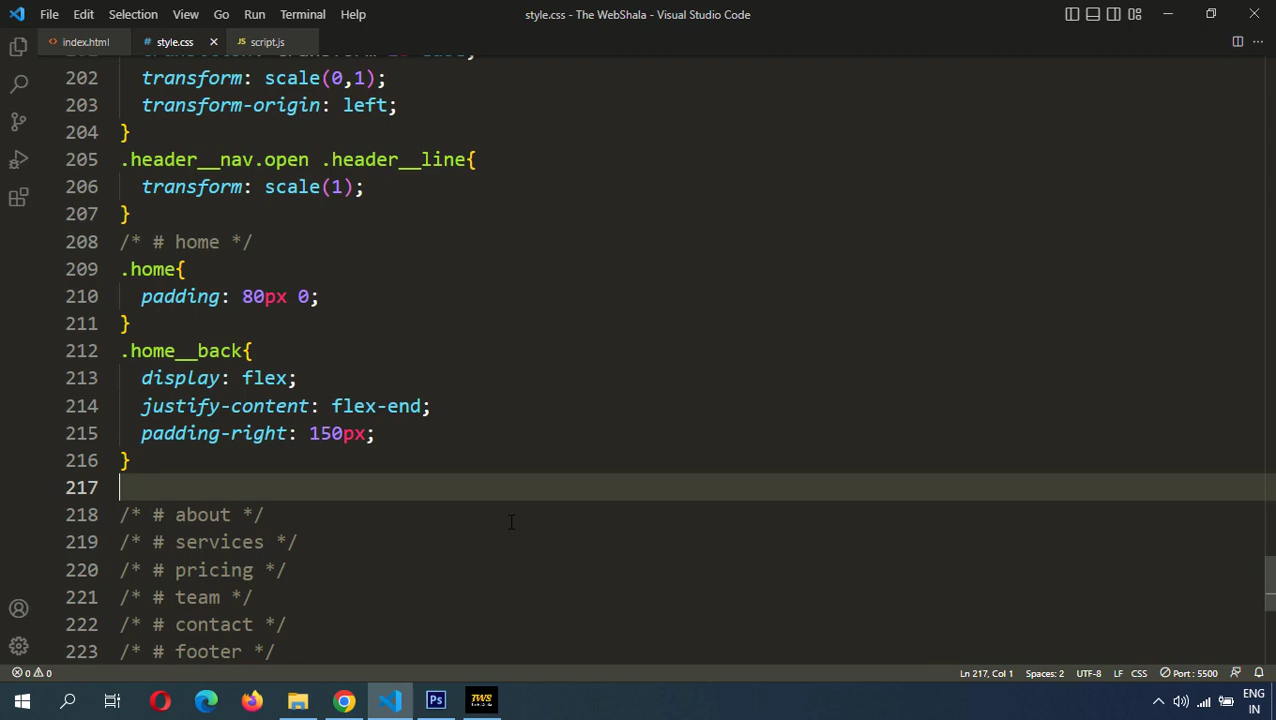 File Edit Selection View Go Run Terminal Help style.css - The WebShala - Visual Studio Code
<> index.html # style.css × JS script.js
202 transform: scale(0,1);
203 transform-origin: left;
204 }
205 .header__nav.open .header__line{
206 transform: scale(1);
207 }
208 /* # home */
209 .home{
210 padding: 80px 0;
211 }
212 .home__back{
213 display: flex;
214 justify-content: flex-end;
215 padding-right: 150px;
216 }
217
218 /* # about */
219 /* # services */
220 /* # pricing */
221 /* # team */
222 /* # contact */
223 /* # footer */
0 0 Ln 217, Col 1 Spaces: 2 UTF-8 LF CSS Port : 5500
Ps TWS ENG
IN